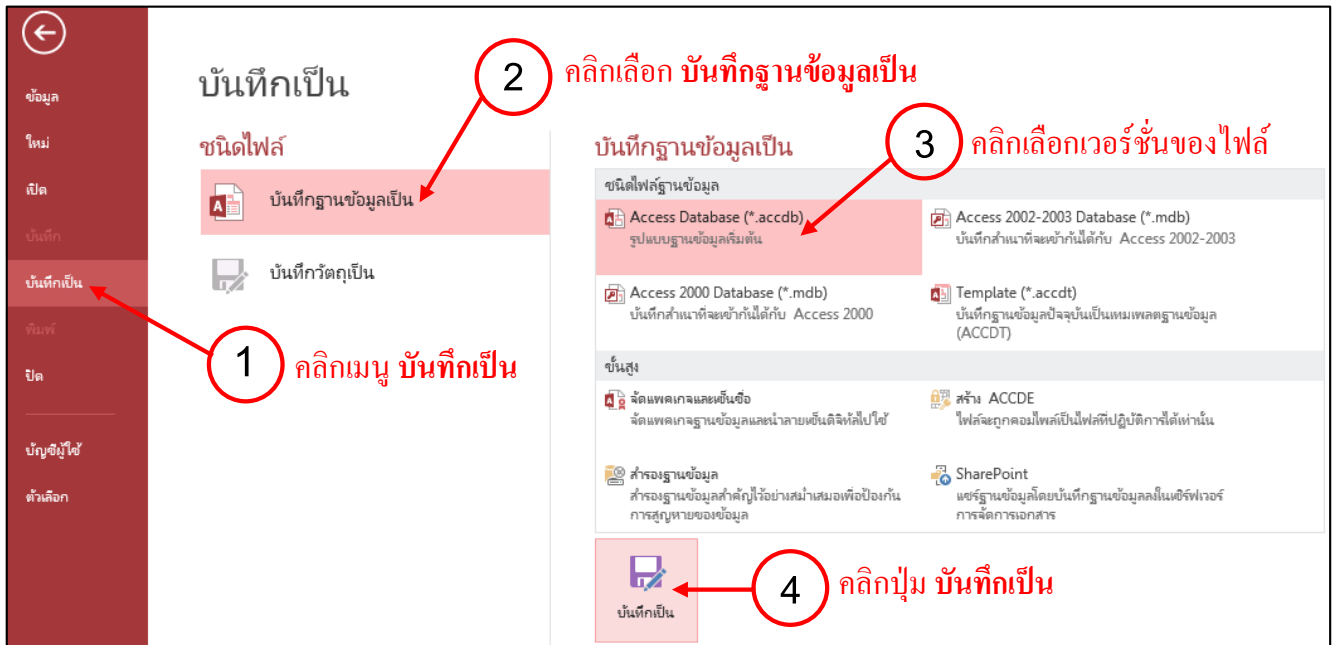 ข้อมูล
ใหม่
เปิด
บันทึก
บันทึกเป็น
พิมพ์
ปิด
บัญชีผู้ใช้
ตัวเลือก
บันทึกเป็น
2 คลิกเลือก บันทึกฐานข้อมูลเป็น
ชนิดไฟล์
บันทึกฐานข้อมูลเป็น
บันทึกวัตถุเป็น
1 คลิกเมนู บันทึกเป็น
บันทึกฐานข้อมูลเป็น
3 คลิกเลือกเวอร์ชั่นของไฟล์
ชนิดไฟล์ฐานข้อมูล
Access Database (*.accdb)
รูปแบบฐานข้อมูลเริ่มต้น
Access 2002-2003 Database (*.mdb)
บันทึกสำเนาที่จะเข้ากันได้กับ Access 2002-2003
Access 2000 Database (*.mdb)
บันทึกสำเนาที่จะเข้ากันได้กับ Access 2000
Template (*.accdt)
บันทึกฐานข้อมูลปัจจุบันเป็นเทมเพลตฐานข้อมูล
(ACCDT)
ขั้นสูง
จัดแพคเกจและเซ็นชื่อ
จัดแพคเกจฐานข้อมูลและนำลายเซ็นดิจิทัลไปใช้
สร้าง ACCDE
ไฟล์จะถูกคอมไพล์เป็นไฟล์ที่ปฏิบัติการได้เท่านั้น
สำรองฐานข้อมูล
สำรองฐานข้อมูลสำคัญไว้อย่างสม่ำเสมอเพื่อป้องกัน
การสูญหายของข้อมูล
SharePoint
แชร์ฐานข้อมูลโดยบันทึกฐานข้อมูลลงในเซิร์ฟเวอร์
การจัดการเอกสาร
บันทึกเป็น
4 คลิกปุ่ม บันทึกเป็น